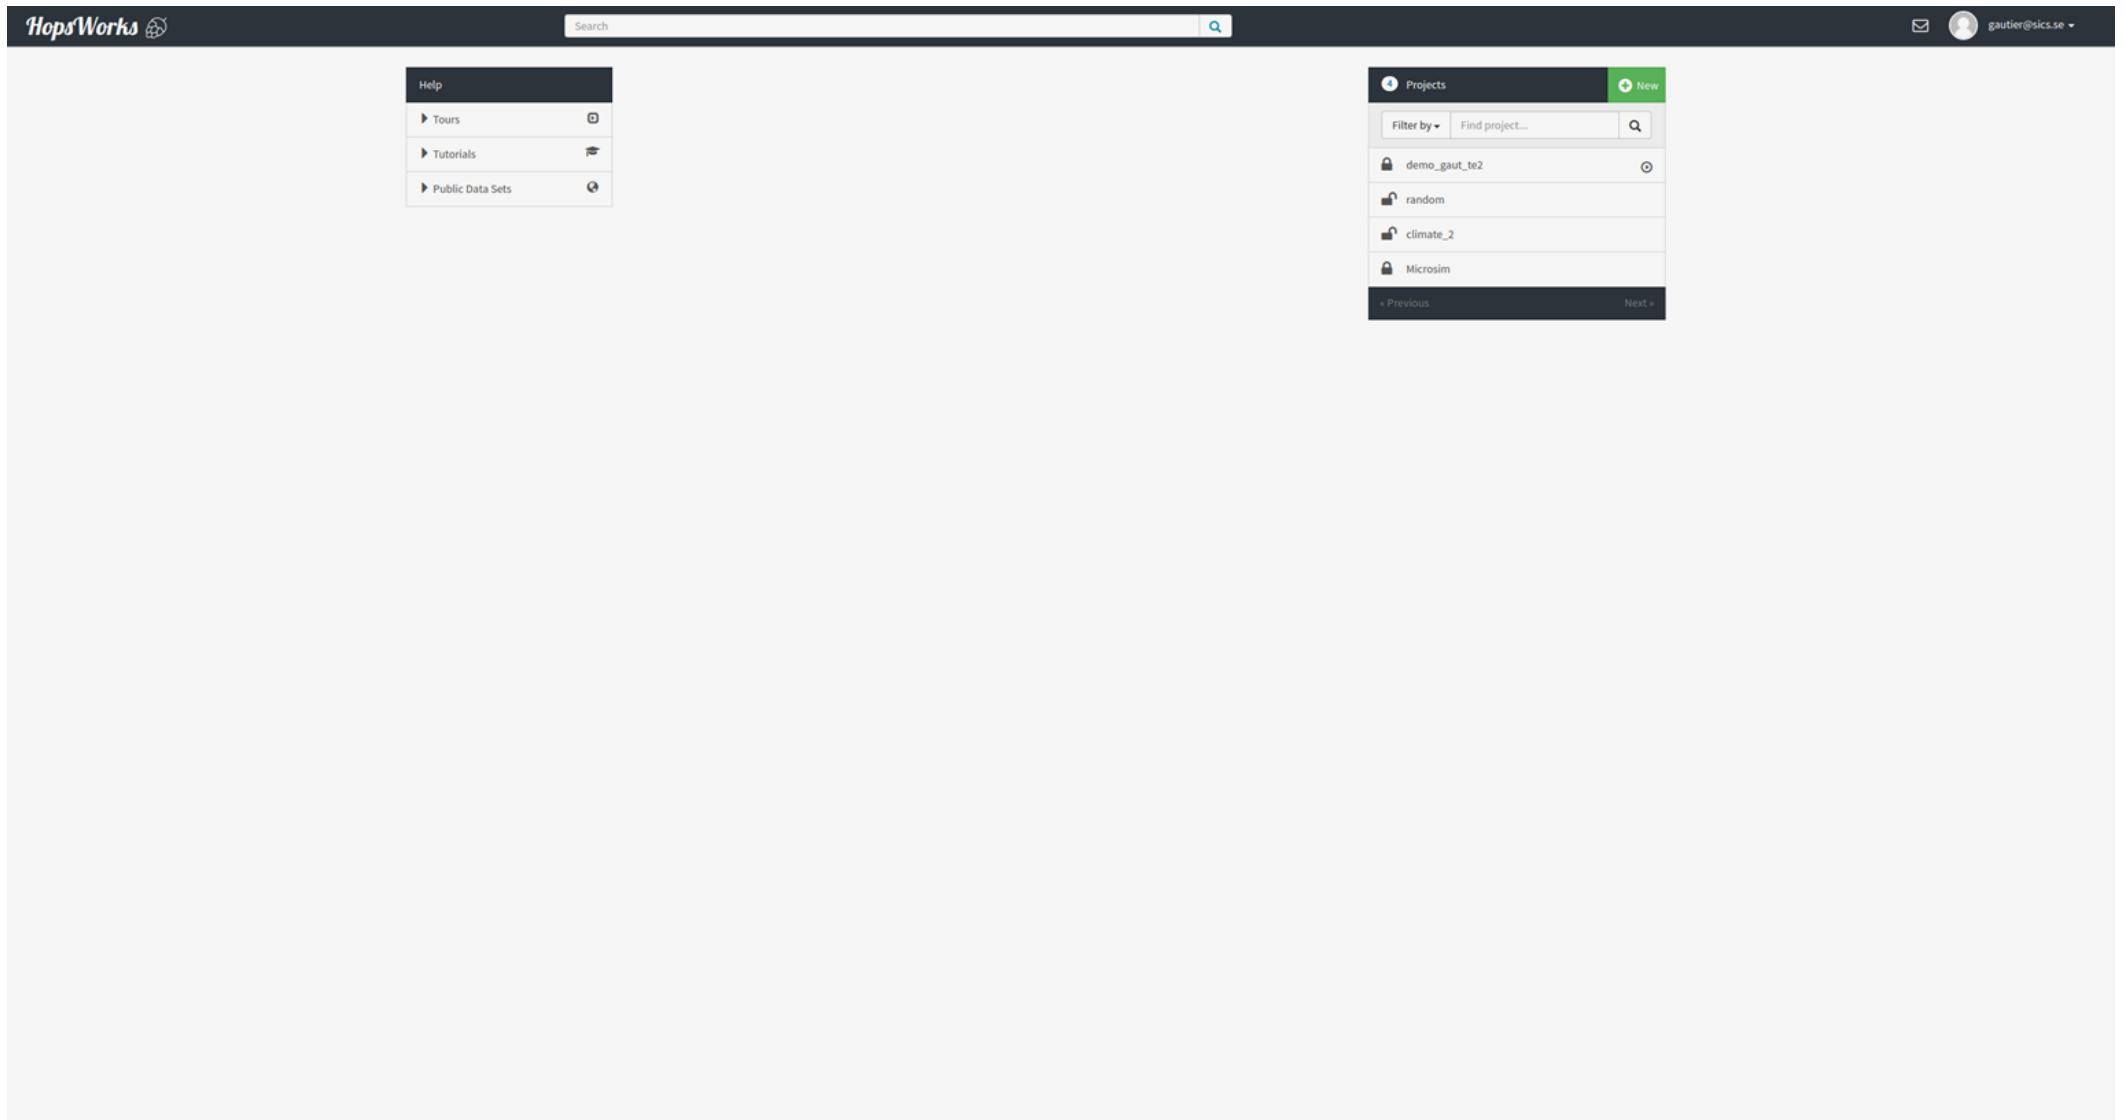 HopsWorks
Search
gautier@sics.se
Help
Tours
Tutorials
Public Data Sets
4 Projects
New
Filter by
Find project...
demo_gaut_te2
random
climate_2
Microsim
« Previous
Next »